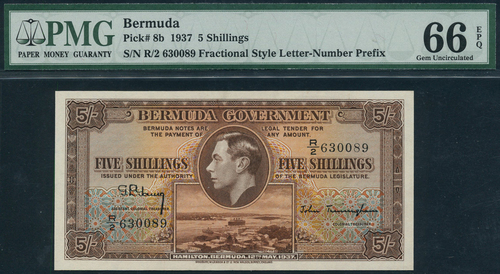 PMG
PAPER MONEY GUARANTY
Bermuda
Pick# 8b 1937 5 Shillings
S/N R/2 630089 Fractional Style Letter-Number Prefix
66 EPQ
Gem Uncirculated
5/- 5/-
BERMUDA GOVERNMENT
BERMUDA NOTES ARE LEGAL TENDER FOR
THE PAYMENT OF ANY AMOUNT.
R/2 630089
FIVE SHILLINGS FIVE SHILLINGS
ISSUED UNDER THE AUTHORITY OF THE BERMUDA LEGISLATURE.
R/2 630089
COLONIAL TREASURER
5/- 5/-
HAMILTON, BERMUDA, 12TH MAY, 1937.